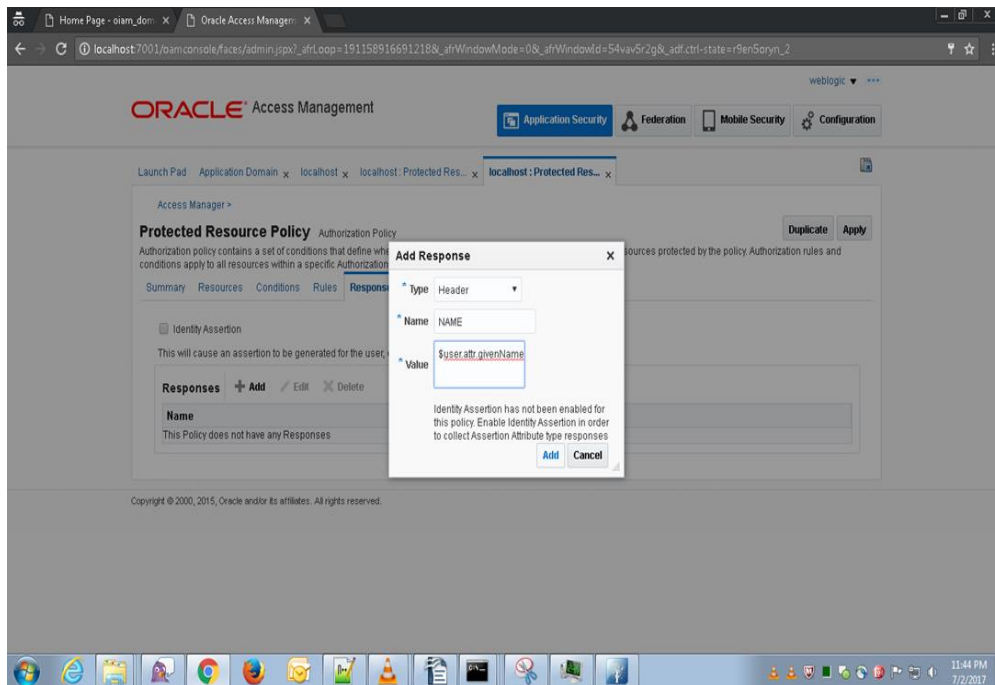 Home Page - oiam_dom
Oracle Access Managem
localhost:7001/oamconsole/faces/admin.jspx?_afrLoop=191158916691218&_afrWindowMode=0&_afrWindowId=54vav5r2g&_adf.ctrl-state=r9en5oryn_2
weblogic
ORACLE Access Management
Application Security
Federation
Mobile Security
Configuration
Launch Pad
Application Domain
localhost
localhost : Protected Res...
localhost : Protected Res...
Access Manager >
Protected Resource Policy Authorization Policy
Duplicate
Apply
Authorization policy contains a set of conditions that define whe
sources protected by the policy. Authorization rules and
conditions apply to all resources within a specific Authorization
Summary
Resources
Conditions
Rules
Respons
Identity Assertion
This will cause an assertion to be generated for the user,
Responses
Add
Edit
Delete
Name
This Policy does not have any Responses
Add Response
* Type Header
* Name NAME
* Value $user.attr.givenName
Identity Assertion has not been enabled for
this policy. Enable Identity Assertion in order
to collect Assertion Attribute type responses
Add
Cancel
Copyright © 2000, 2015, Oracle and/or its affiliates. All rights reserved.
11:44 PM
7/2/2017